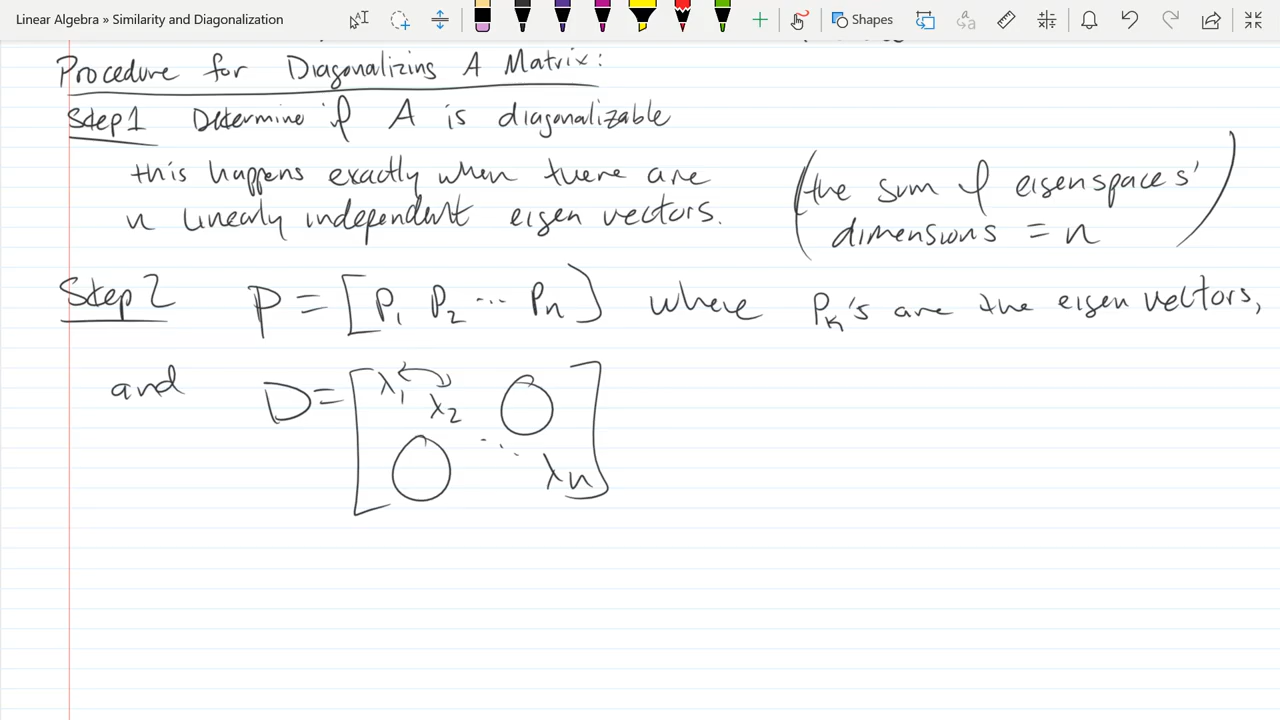 Linear Algebra » Similarity and Diagonalization
Shapes
Procedure for Diagonalizing A Matrix:
Step 1 Determine if A is diagonalizable
this happens exactly when there are
n linearly independent eigen vectors.
(the sum of eigenspaces'
dimensions = n)
Step 2 P = [P₁ P₂ ... Pn] where Pₖ's are the eigen vectors,
and D = [λ₁ λ₂ 0
0 ⋱ λn]